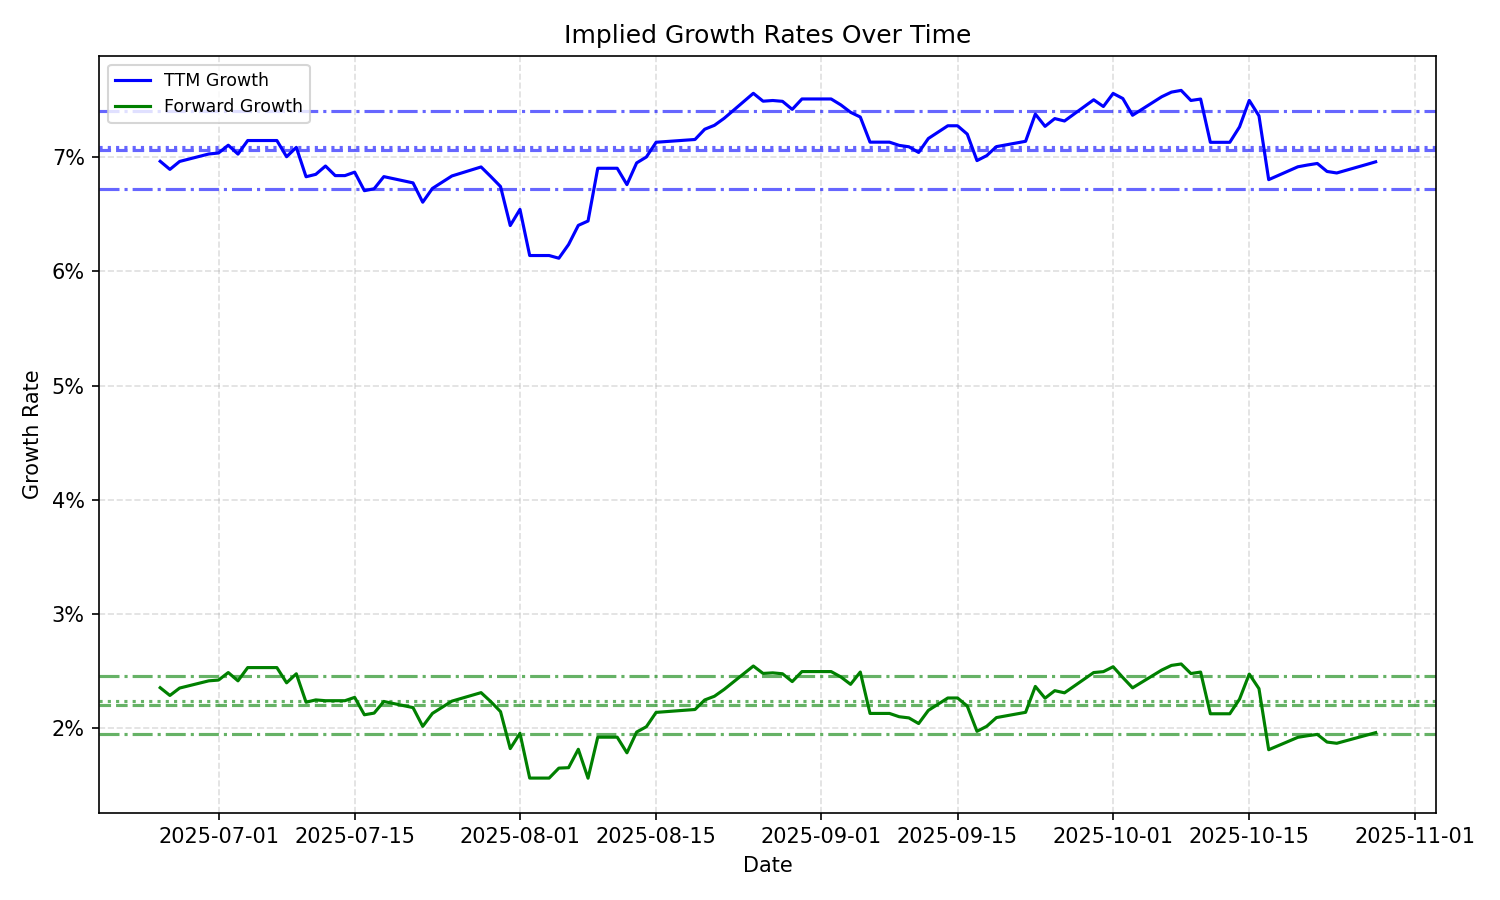 Implied Growth Rates Over Time
TTM Growth
Forward Growth
7%
6%
5%
4%
3%
2%
Growth Rate
2025-07-01 2025-07-15 2025-08-01 2025-08-15 2025-09-01 2025-09-15 2025-10-01 2025-10-15 2025-11-01
Date